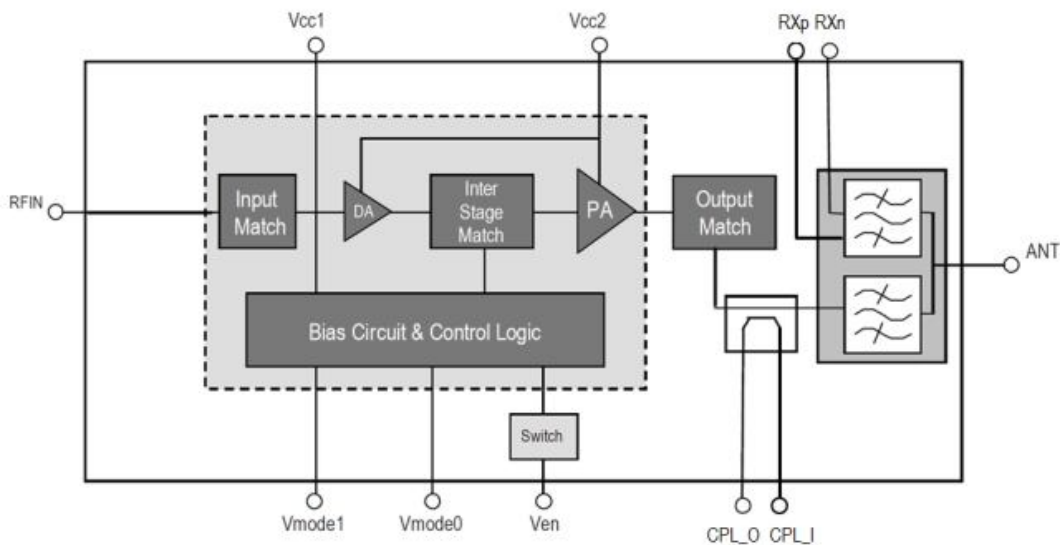 Vcc1
Vcc2
RXp RXn
RFIN
Input
Match
DA
Inter
Stage
Match
PA
Output
Match
ANT
Bias Circuit & Control Logic
Switch
Vmode1
Vmode0
Ven
CPL_O
CPL_I